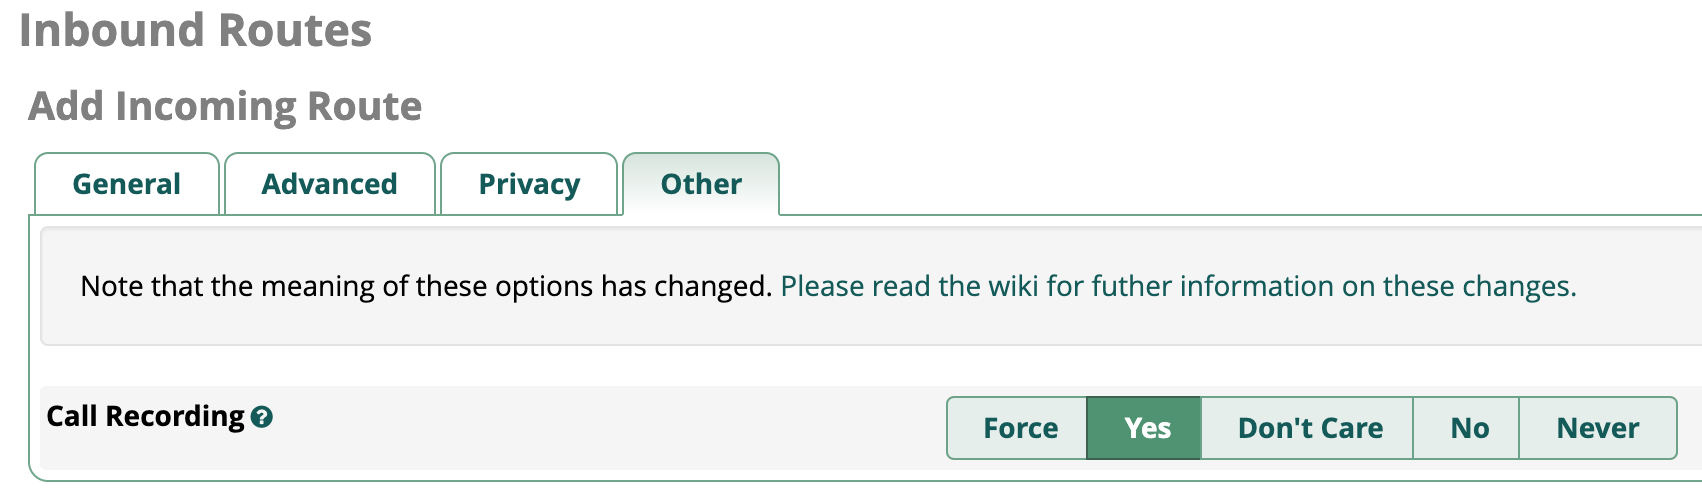 Inbound Routes
Add Incoming Route
General Advanced Privacy Other
Note that the meaning of these options has changed. Please read the wiki for futher information on these changes.
Call Recording ? Force Yes Don't Care No Never